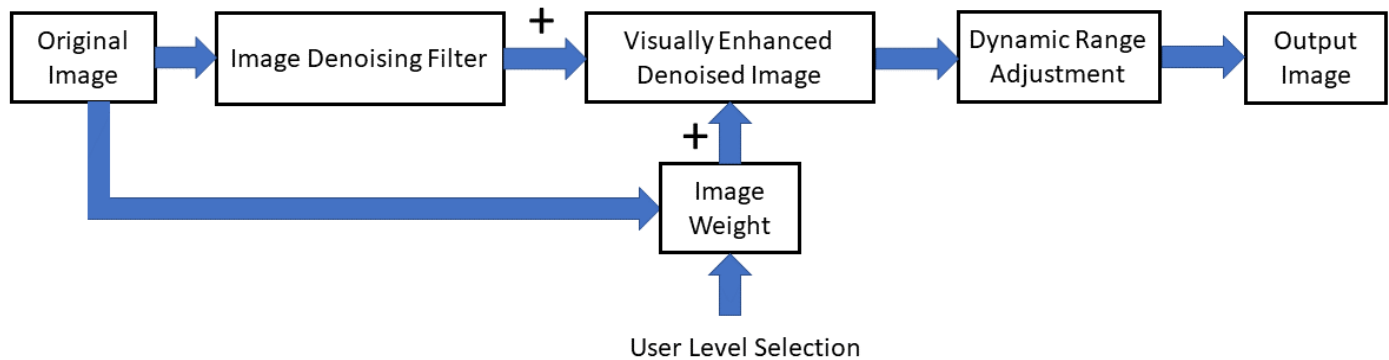 Original
Image
Image Denoising Filter
+
Visually Enhanced
Denoised Image
Dynamic Range
Adjustment
Output
Image
+
Image
Weight
User Level Selection